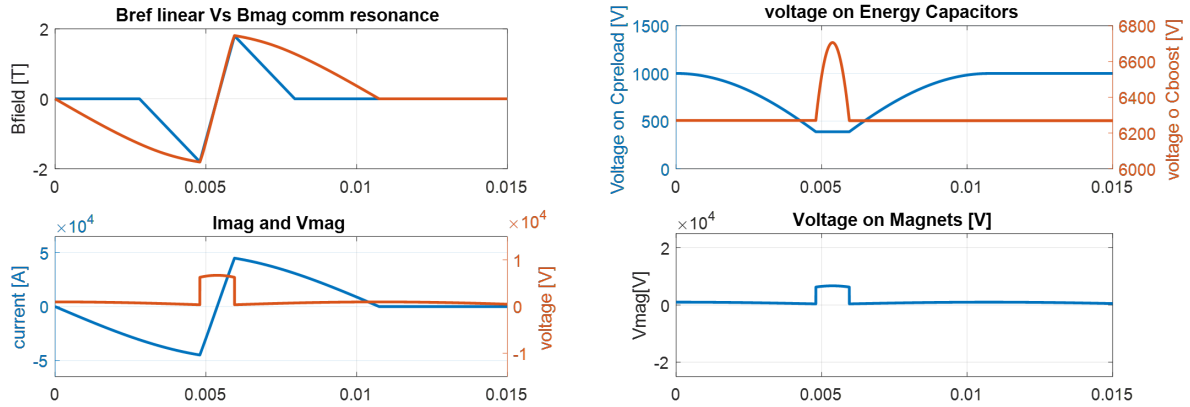 Bref linear Vs Bmag comm resonance
Bfield [T]
2
0
-2
0 0.005 0.01 0.015
voltage on Energy Capacitors
Voltage on Cpreload [V]
1500
1000
500
0
6800
6600
6400
6200
6000
voltage o Cboost [V]
0 0.005 0.01 0.015
Imag and Vmag
×10⁴
×10⁴
current [A]
5
0
-5
1
0
-1
voltage [V]
0 0.005 0.01 0.015
Voltage on Magnets [V]
×10⁴
Vmag[V]
2
0
-2
0 0.005 0.01 0.015